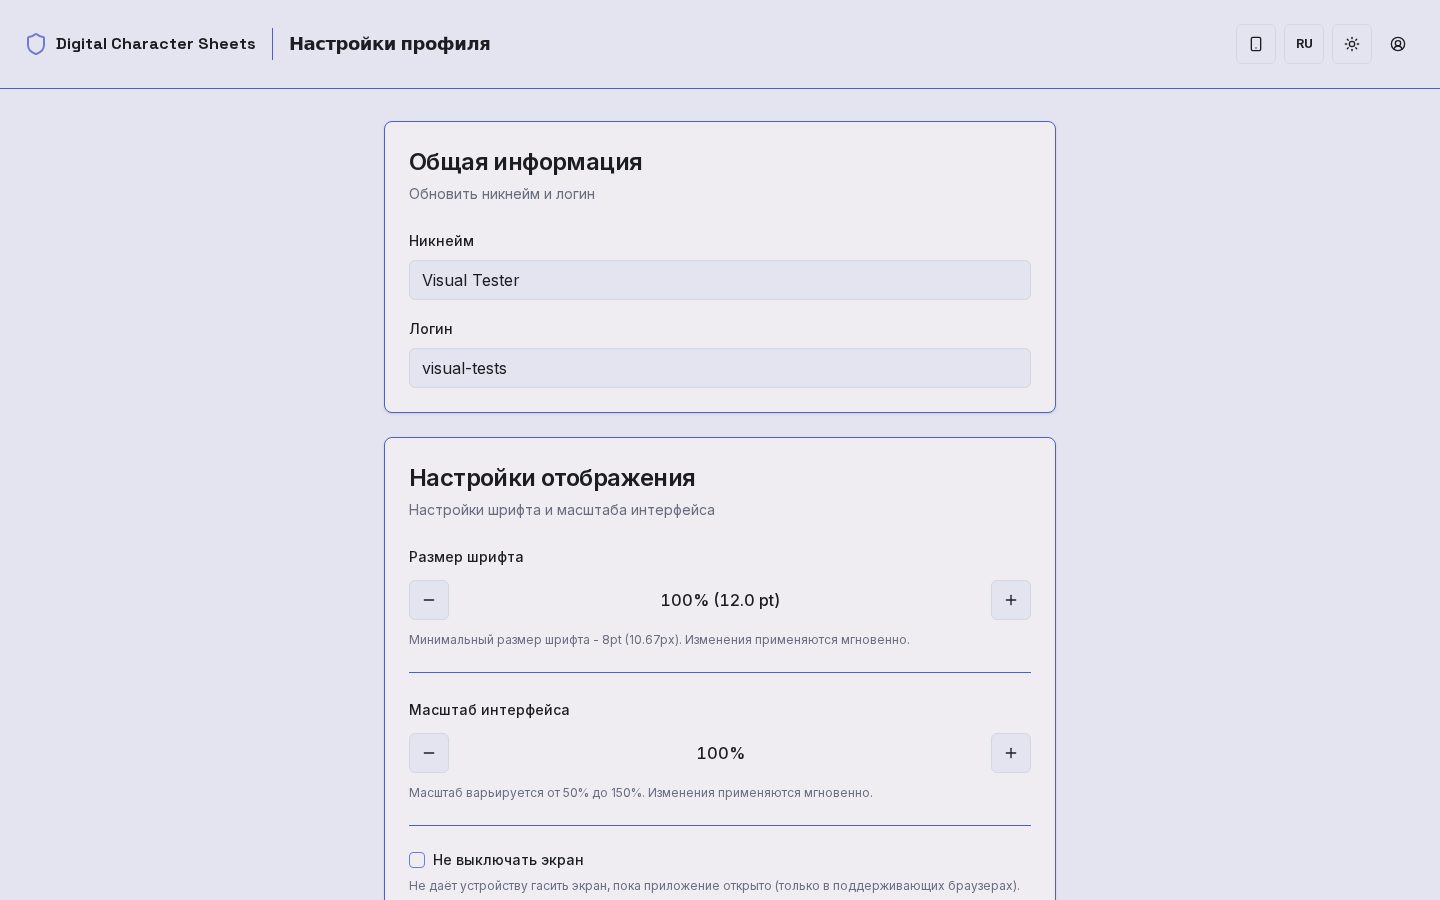 Digital Character Sheets
Настройки профиля
RU
Общая информация
Обновить никнейм и логин
Никнейм
Visual Tester
Логин
visual-tests
Настройки отображения
Настройки шрифта и масштаба интерфейса
Размер шрифта
100% (12.0 pt)
Минимальный размер шрифта - 8pt (10.67px). Изменения применяются мгновенно.
Масштаб интерфейса
100%
Масштаб варьируется от 50% до 150%. Изменения применяются мгновенно.
Не выключать экран
Не даёт устройству гасить экран, пока приложение открыто (только в поддерживающих браузерах).